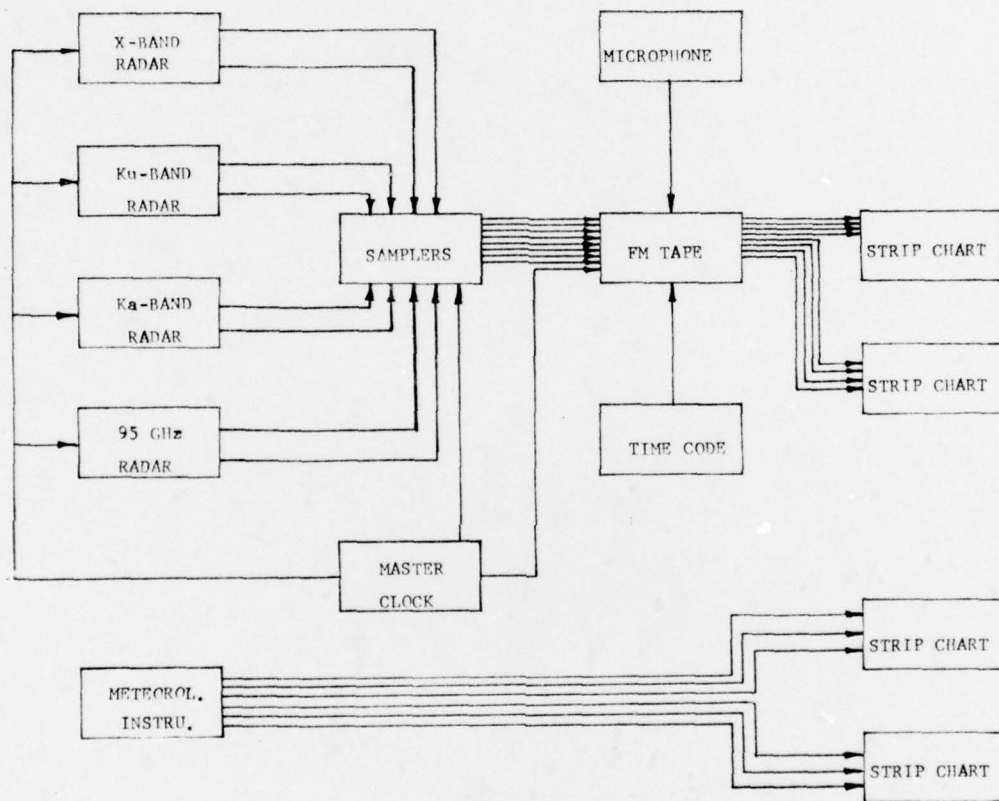 X-BAND
RADAR
MICROPHONE
Ku-BAND
RADAR
SAMPLERS
FM TAPE
STRIP CHART
Ka-BAND
RADAR
STRIP CHART
95 GHz
RADAR
TIME CODE
MASTER
CLOCK
STRIP CHART
METEOROL.
INSTRU.
STRIP CHART